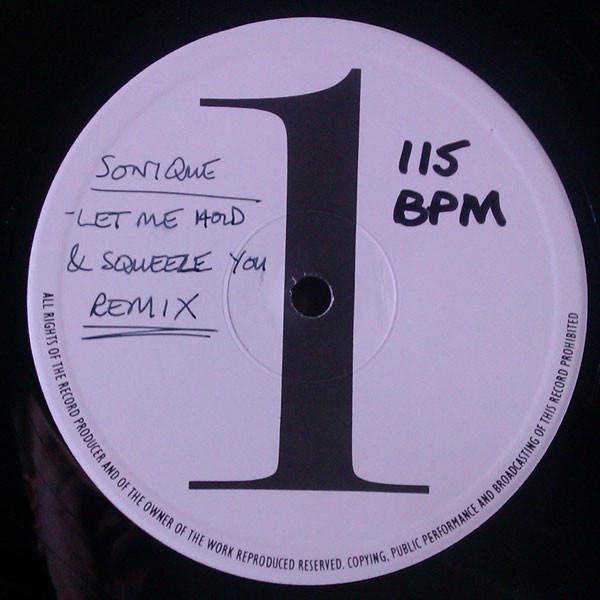 1
SONIQUE
-LET ME HOLD
& SQUEEZE YOU
REMIX
115
BPM
ALL RIGHTS OF THE RECORD PRODUCER AND OF THE OWNER OF THE WORK REPRODUCED RESERVED. COPYING, PUBLIC PERFORMANCE AND BROADCASTING OF THIS RECORD PROHIBITED